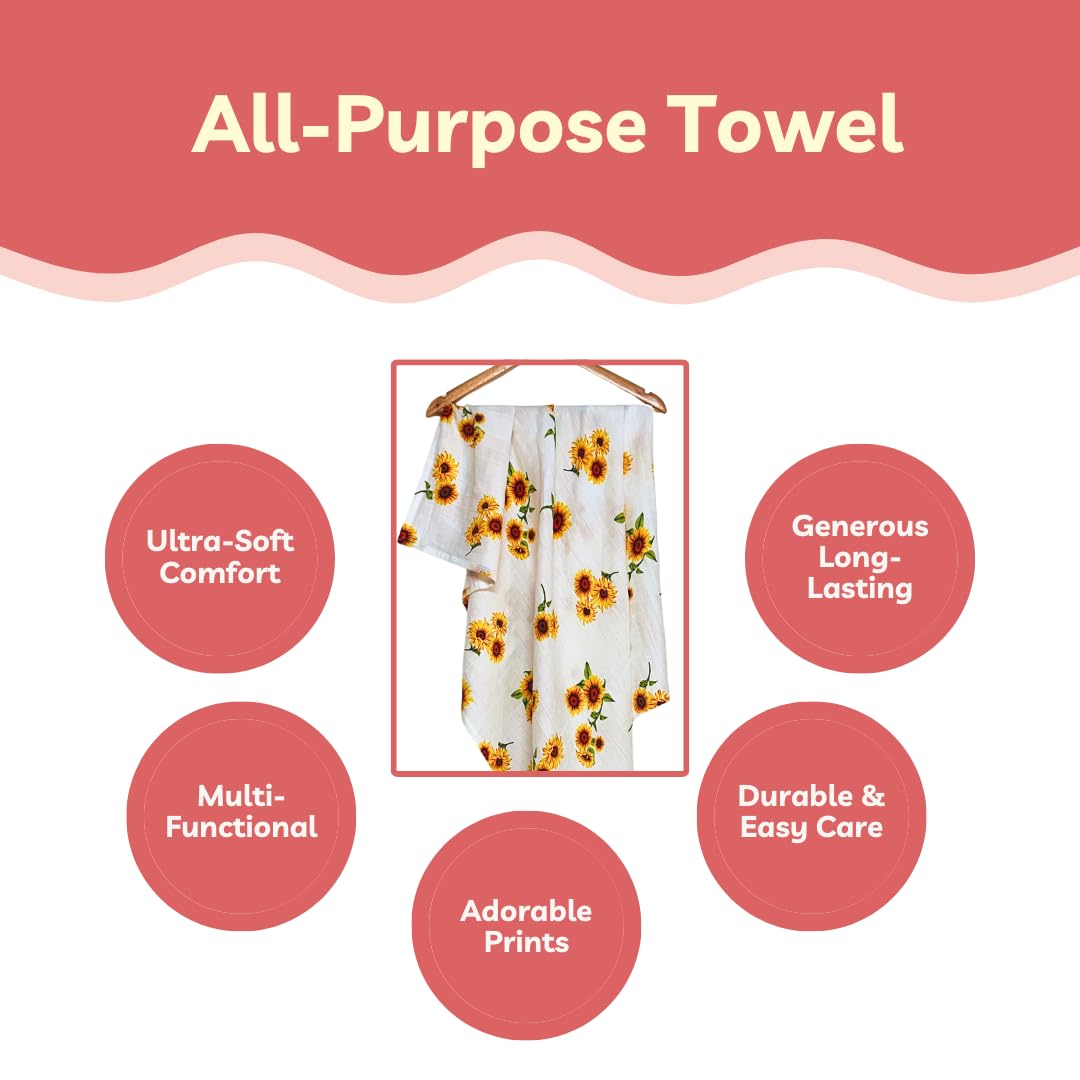 All-Purpose Towel
Ultra-Soft
Comfort
Generous
Long-
Lasting
Multi-
Functional
Durable &
Easy Care
Adorable
Prints